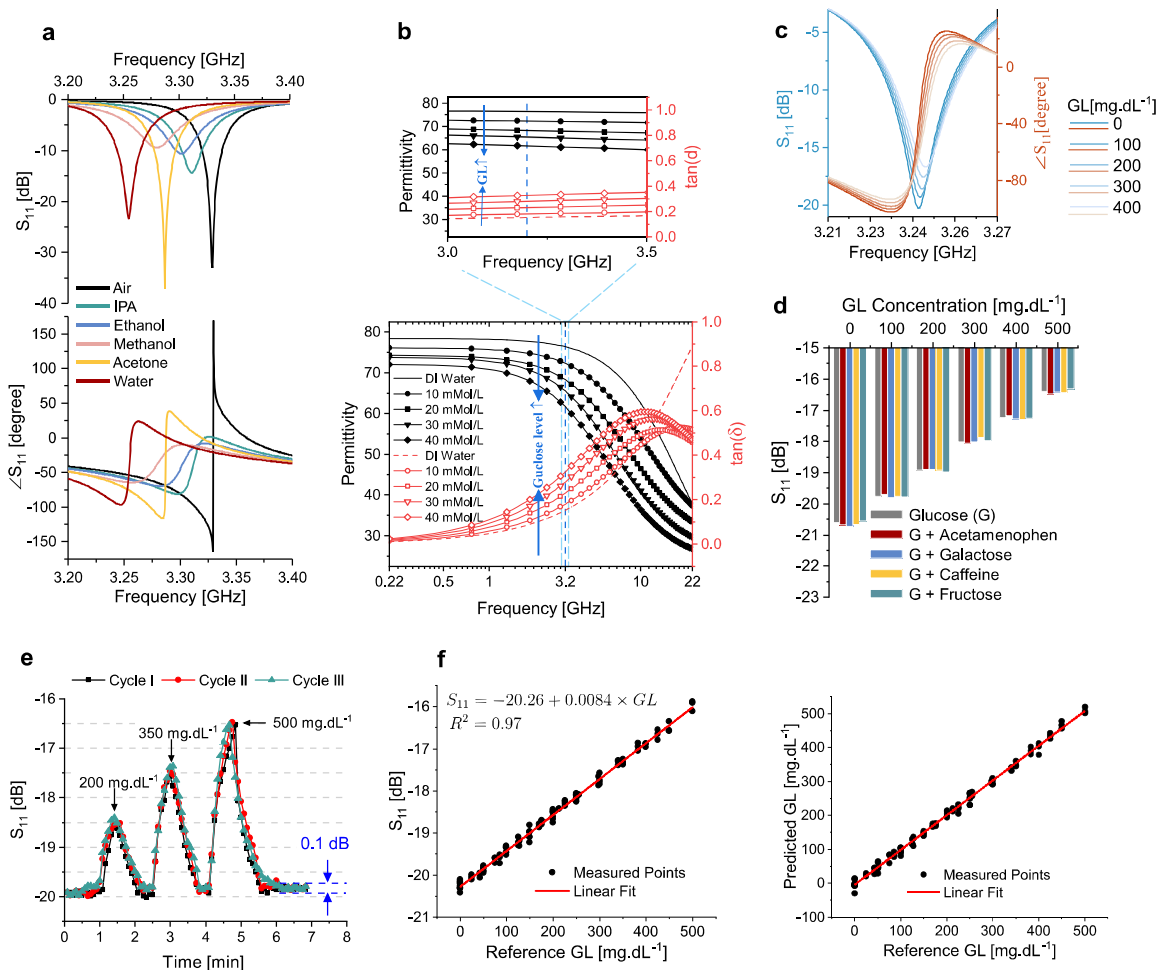 a
Frequency [GHz]
3.20 3.25 3.30 3.35 3.40
0
-10
-20
-30
-40
S11 [dB]
Air
IPA
Ethanol
Methanol
Acetone
Water
150
100
50
0
-50
-100
-150
∠S11 [degree]
3.20 3.25 3.30 3.35 3.40
Frequency [GHz]
b
80
70
60
50
40
30
Permittivity
GL↑
1.0
0.8
0.6
0.4
0.2
0.0
tan(d)
3.0 3.5
Frequency [GHz]
80
75
70
65
60
55
50
45
40
35
30
25
Permittivity
DI Water
10 mMol/L
20 mMol/L
30 mMol/L
40 mMol/L
DI Water
10 mMol/L
20 mMol/L
30 mMol/L
40 mMol/L
Guclose level ↑
1.0
0.8
0.6
0.4
0.2
0.0
tan(δ)
0.22 0.5 1 3.2 10 22
Frequency [GHz]
c
-5
-10
-15
-20
S11 [dB]
0
-40
-80
∠S11 [degree]
3.21 3.23 3.24 3.26 3.27
Frequency [GHz]
GL[mg.dL-1]
0
100
200
300
400
d
GL Concentration [mg.dL-1]
0 100 200 300 400 500
-15
-16
-17
-18
-19
-20
-21
-22
-23
S11 [dB]
Glucose (G)
G + Acetamenophen
G + Galactose
G + Caffeine
G + Fructose
e
Cycle I Cycle II Cycle III
-16
-17
-18
-19
-20
S11 [dB]
200 mg.dL-1
350 mg.dL-1
500 mg.dL-1
0.1 dB
0 1 2 3 4 5 6 7 8
Time [min]
f
-16
-17
-18
-19
-20
-21
S11 [dB]
S11 = −20.26 + 0.0084 × GL
R2 = 0.97
Measured Points
Linear Fit
0 100 200 300 400 500
Reference GL [mg.dL-1]
500
400
300
200
100
0
-100
Predicted GL [mg.dL-1]
Measured Points
Linear Fit
0 100 200 300 400 500
Reference GL [mg.dL-1]